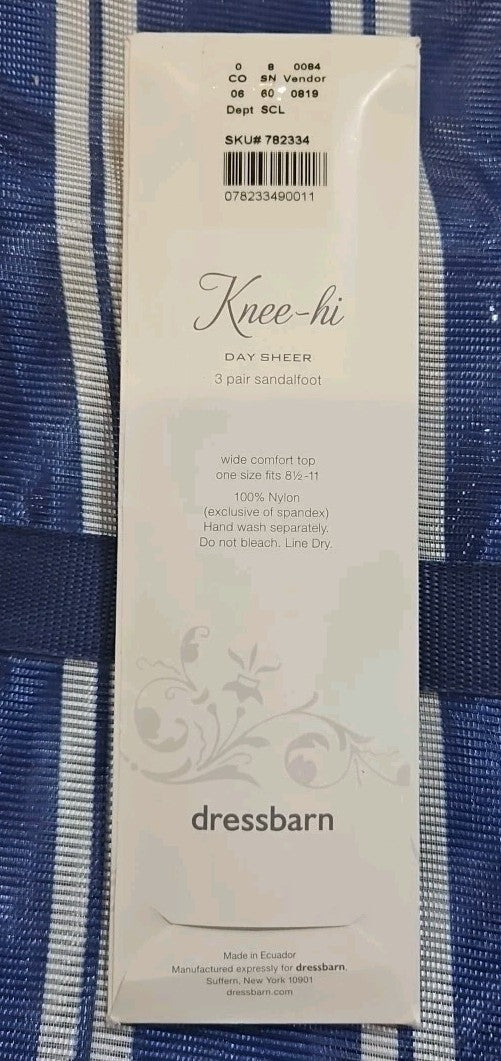 0 8 0084
CO SN Vendor
06 60 0819
Dept SCL
SKU# 782334
078233490011
Knee-hi
DAY SHEER
3 pair sandalfoot
wide comfort top
one size fits 8½-11
100% Nylon
(exclusive of spandex)
Hand wash separately.
Do not bleach. Line Dry.
dressbarn
Made in Ecuador
Manufactured expressly for dressbarn.
Suffern, New York 10901
dressbarn.com